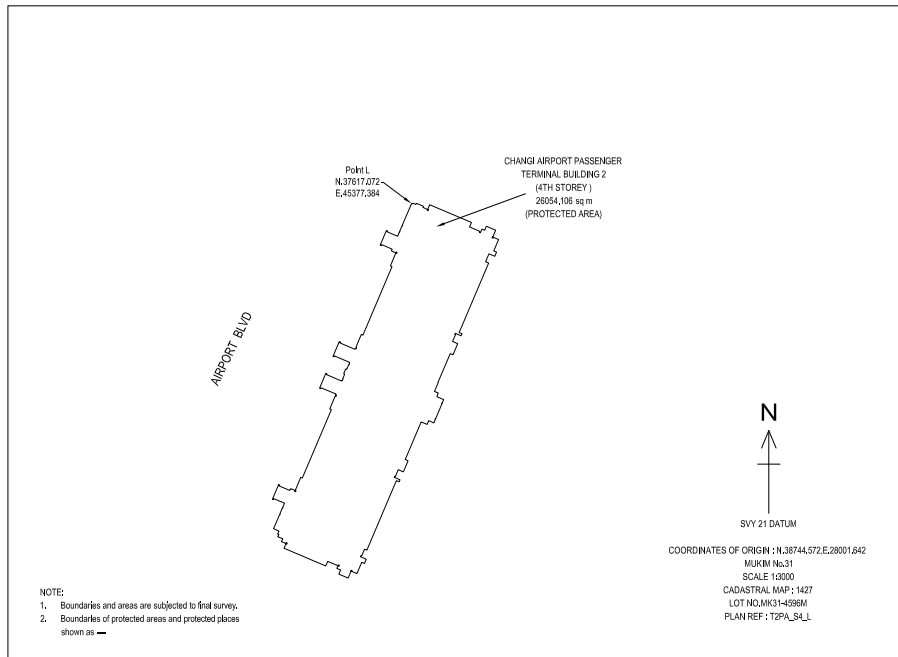 Point L
N.37617.072
E.45377.384
CHANGI AIRPORT PASSENGER
TERMINAL BUILDING 2
(4TH STOREY )
26054.106 sq m
(PROTECTED AREA)
AIRPORT BLVD
N
SVY 21 DATUM
COORDINATES OF ORIGIN : N.38744.572,E.28001.642
MUKIM No.31
SCALE 1:3000
CADASTRAL MAP : 1427
LOT NO.MK31-4596M
PLAN REF : T2PA_S4_L
NOTE:
1. Boundaries and areas are subjected to final survey.
2. Boundaries of protected areas and protected places
shown as —